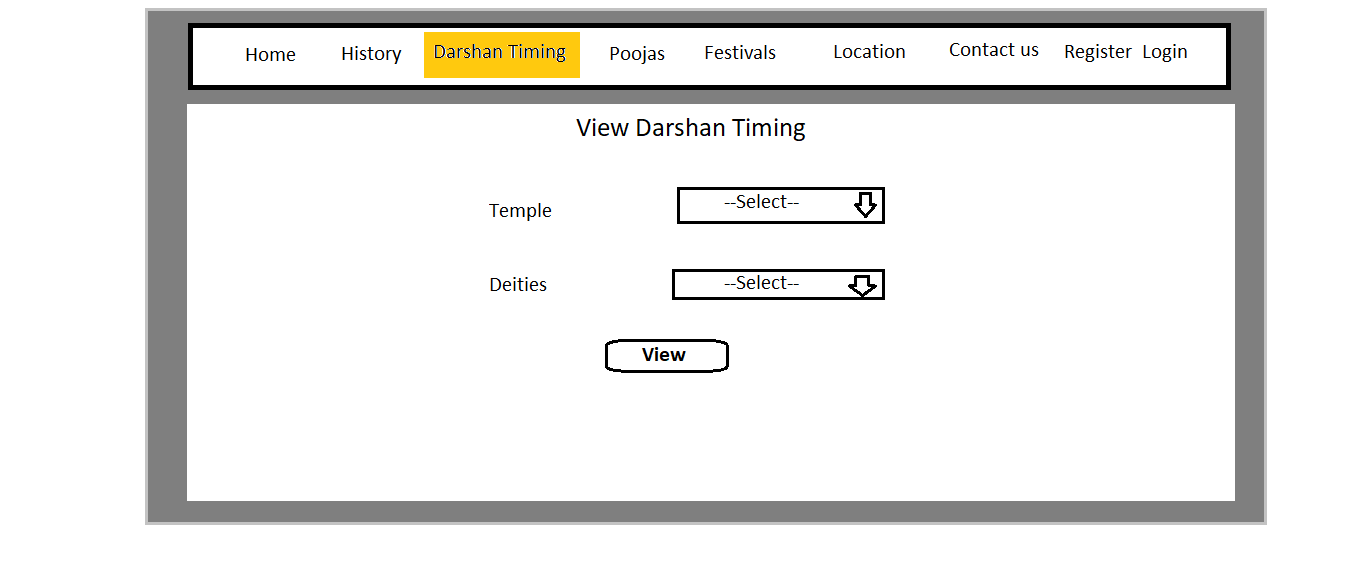 Home History Darshan Timing Poojas Festivals Location Contact us Register Login
View Darshan Timing
Temple --Select--
Deities --Select--
View